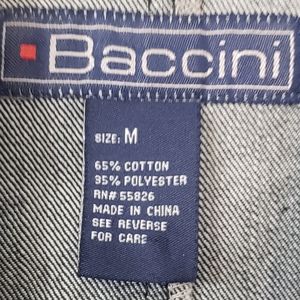 Baccini
SIZE: M
65% COTTON
35% POLYESTER
RN# 55826
MADE IN CHINA
SEE REVERSE
FOR CARE